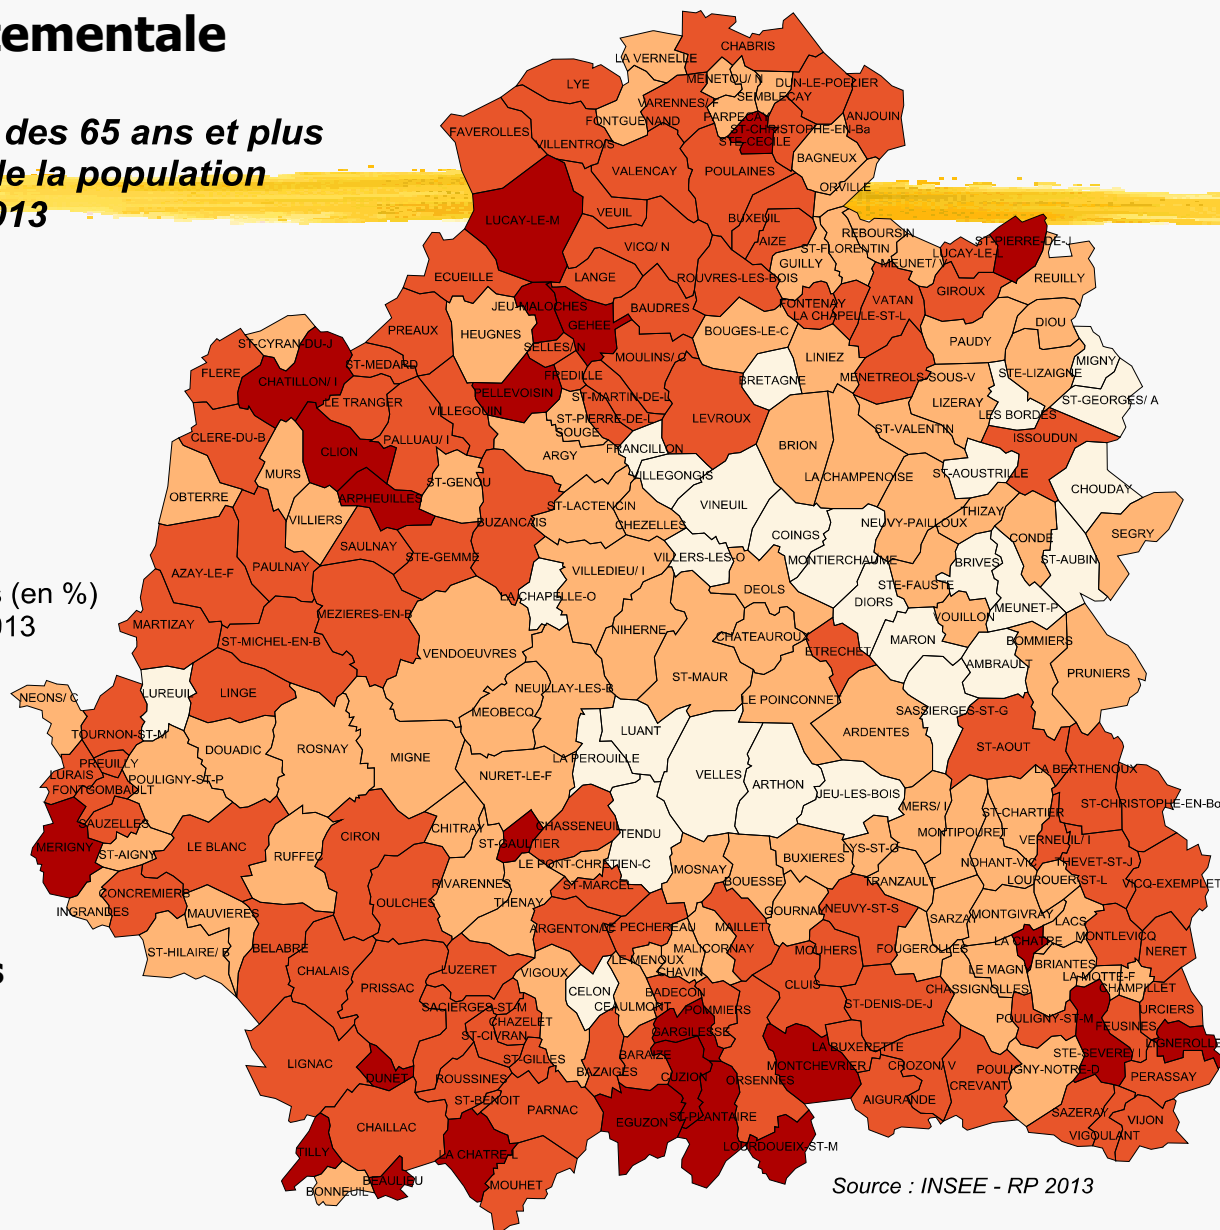 tementale
des 65 ans et plus
de la population
2013
(en %)
2013
s
CHABRIS
LA VERNELLE
MENETOU/ N
DUN-LE-POELIER
LYE
SEMBLECAY
VARENNES/ F
PARPECAY
ANJOUIN
FONTGUENAND
ST-CHRISTOPHE-EN-Ba
FAVEROLLES
STE-CECILE
VILLENTROIS
BAGNEUX
VALENCAY
POULAINES
ORVILLE
VEUIL
LUCAY-LE-M
BUXEUIL
REBOURSIN
AIZE
ST-PIERRE-DE-J
VICQ/ N
ST-FLORENTIN
LUCAY-LE-L
GUILLY
MEUNET/ V
ECUEILLE
LANGE
ROUVRES-LES-BOIS
REUILLY
GIROUX
VATAN
JEU-MALOCHES
BAUDRES
FONTENAY
LA CHAPELLE-ST-L
GEHEE
DIOU
PREAUX
HEUGNES
BOUGES-LE-C
PAUDY
ST-CYRAN-DU-J
SELLES/ N
MOULINS/ C
LINIEZ
MIGNY
ST-MEDARD
FLERE
FREDILLE
BRETAGNE
MENETREOLS-SOUS-V
STE-LIZAIGNE
CHATILLON/ I
PELLEVOISIN
ST-MARTIN-DE-L
ST-GEORGES/ A
LE TRANGER
VILLEGOUIN
LIZERAY
LES BORDES
ST-PIERRE-DE-L
LEVROUX
ST-VALENTIN
SOUGE
CLERE-DU-B
PALLUAU/ I
ISSOUDUN
BRION
FRANCILLON
CLION
ARGY
MURS
VILLEGONGIS
LA CHAMPENOISE
ST-AOUSTRILLE
ST-GENOU
CHOUDAY
OBTERRE
ARPHEUILLES
VINEUIL
ST-LACTENCIN
THIZAY
VILLIERS
BUZANCAIS
CHEZELLES
NEUVY-PAILLOUX
COINGS
SEGRY
CONDE
SAULNAY
STE-GEMME
VILLERS-LES-O
MONTIERCHAUME
ST-AUBIN
BRIVES
PAULNAY
AZAY-LE-F
VILLEDIEU/ I
STE-FAUSTE
DEOLS
LA CHAPELLE-O
DIORS
MEUNET-P
MEZIERES-EN-B
VOUILLON
MARTIZAY
NIHERNE
CHATEAUROUX
MARON
BOMMIERS
ST-MICHEL-EN-B
ETRECHET
VENDOEUVRES
AMBRAULT
PRUNIERS
ST-MAUR
NEUILLAY-LES-B
LUREUIL
LINGE
NEONS/ C
LE POINCONNET
MEOBECQ
SASSIERGES-ST-G
LUANT
ARDENTES
TOURNON-ST-M
ST-AOUT
DOUADIC
ROSNAY
MIGNE
LA PEROUILLE
PREUILLY
LA BERTHENOUX
LURAIS
NURET-LE-F
VELLES
POULIGNY-ST-P
ARTHON
FONTGOMBAULT
JEU-LES-BOIS
ST-CHRISTOPHE-EN-Bo
MERS/ I
ST-CHARTIER
SAUZELLES
CHITRAY
CHASSENEUIL
TENDU
MONTIPOURET
CIRON
VERNEUIL/ I
MERIGNY
LE BLANC
ST-GAULTIER
LYS-ST-G
ST-AIGNY
RUFFEC
BUXIERES
NOHANT-VIC
THEVET-ST-J
LE PONT-CHRETIEN-C
MOSNAY
BOUESSE
TRANZAULT
LOUROUER-ST-L
VICQ-EXEMPLET
RIVARENNES
ST-MARCEL
CONCREMIERS
OULCHES
THENAY
INGRANDES
MAUVIERES
GOURNAY
NEUVY-ST-S
MONTGIVRAY
SARZAY
LACS
ARGENTON/
LE PECHEREAU
MAILLET
MONTLEVICQ
LA CHATRE
ST-HILAIRE/ B
BELABRE
MALICORNAY
MOUHERS
FOUGEROLLES
NERET
LE MENOUX
BRIANTES
CHALAIS
LUZERET
VIGOUX
CHAVIN
LE MAGNY
LA MOTTE-F
PRISSAC
CELON
BADECON
CLUIS
CHASSIGNOLLES
CHAMPILLET
SACIERGES-ST-M
CEAULMONT
POMMIERS
ST-DENIS-DE-J
URCIERS
CHAZELET
POULIGNY-ST-M
FEUSINES
ST-CIVRAN
GARGILESSE
LIGNEROLLE
LA BUXERETTE
STE-SEVERE/ I
ST-GILLES
BARAIZE
LIGNAC
MONTCHEVRIER
CROZON/ V
BAZAIGES
POULIGNY-NOTRE-D
DUNET
ROUSSINES
CUZION
ORSENNES
PERASSAY
CREVANT
ST-BENOIT
AIGURANDE
PARNAC
SAZERAY
EGUZON
ST-PLANTAIRE
VIJON
CHAILLAC
VIGOULANT
LOURDOUEIX-ST-M
TILLY
LA CHATRE-L
BEAULIEU
MOUHET
BONNEUIL
Source : INSEE - RP 2013